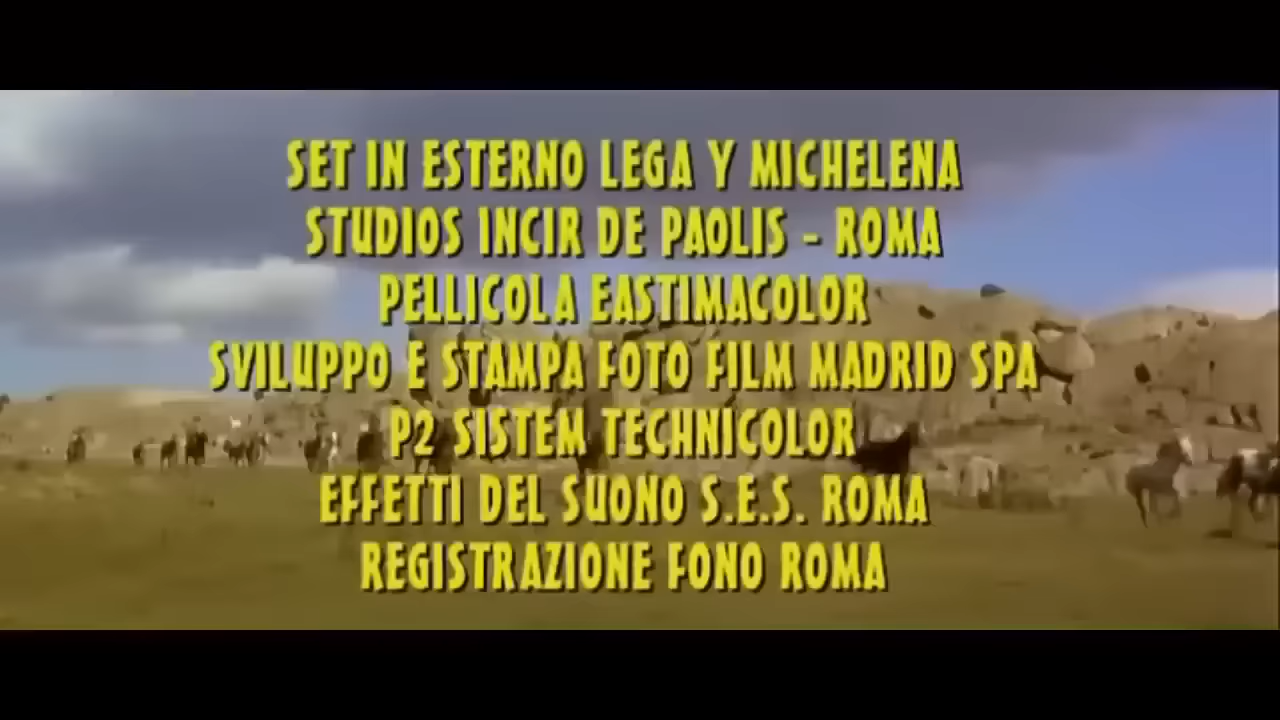 SET IN ESTERNO LEGA Y MICHELENA
STUDIOS INCIR DE PAOLIS - ROMA
PELLICOLA EASTIMACOLOR
SVILUPPO E STAMPA FOTO FILM MADRID SPA
P2 SISTEM TECHNICOLOR
EFFETTI DEL SUONO S.E.S. ROMA
REGISTRAZIONE FONO ROMA